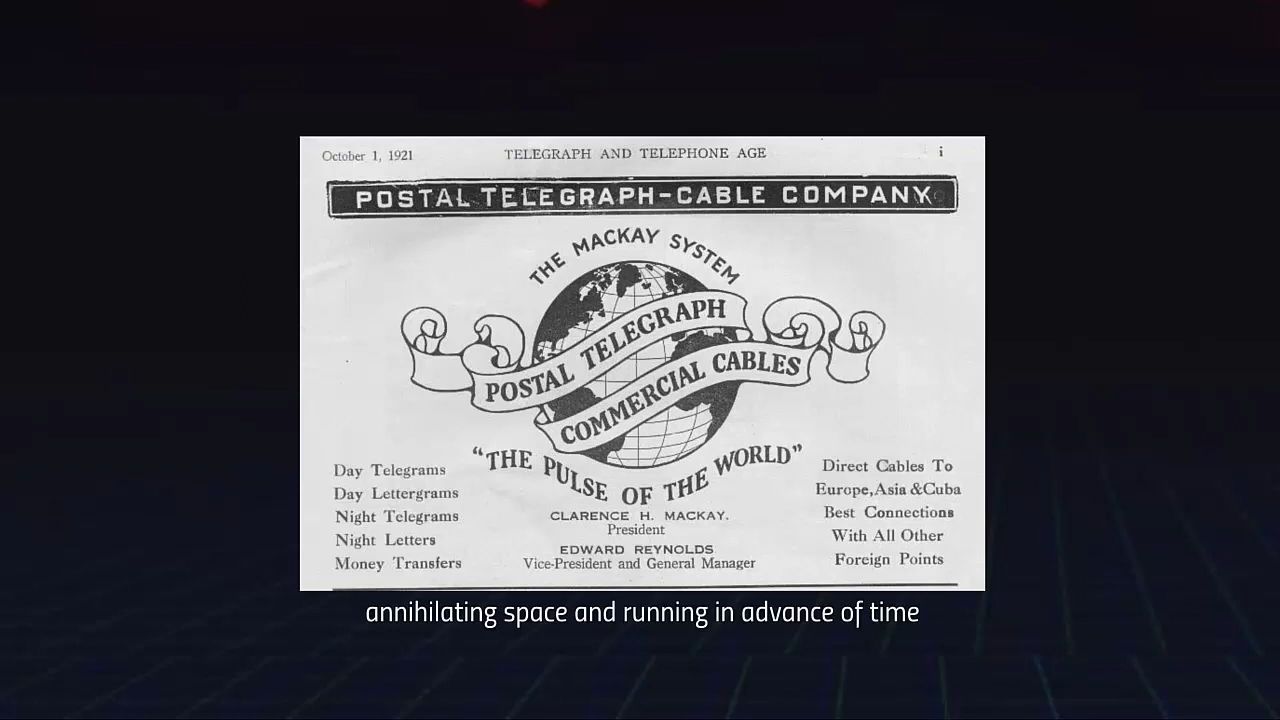 October 1, 1921
TELEGRAPH AND TELEPHONE AGE
i
POSTAL TELEGRAPH-CABLE COMPANY
THE MACKAY SYSTEM
POSTAL TELEGRAPH
COMMERCIAL CABLES
"THE PULSE OF THE WORLD"
Day Telegrams
Day Lettergrams
Night Telegrams
Night Letters
Money Transfers
CLARENCE H. MACKAY.
President
EDWARD REYNOLDS
Vice-President and General Manager
Direct Cables To
Europe, Asia & Cuba
Best Connections
With All Other
Foreign Points
annihilating space and running in advance of time